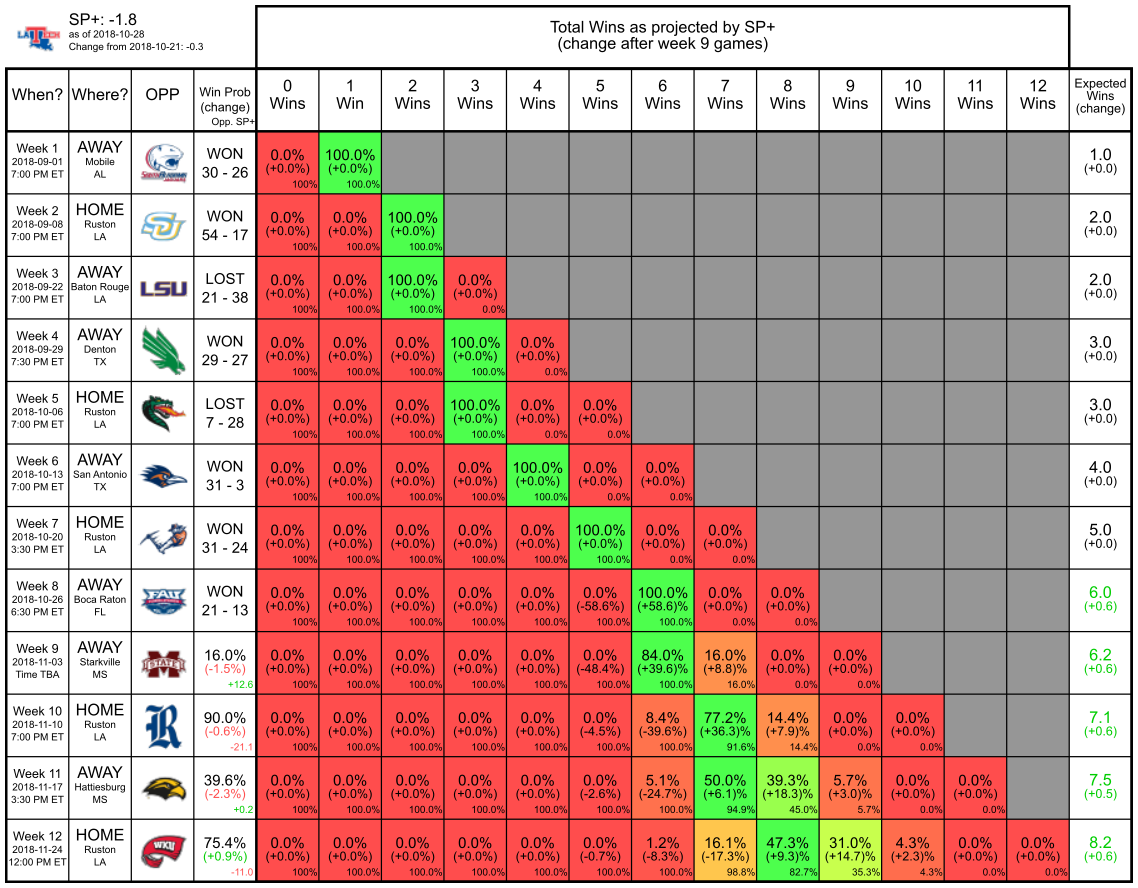 LA TECH
SP+: -1.8
as of 2018-10-28
Change from 2018-10-21: -0.3
Total Wins as projected by SP+
(change after week 9 games)
When? Where? OPP Win Prob (change) Opp. SP+ 0 Wins 1 Win 2 Wins 3 Wins 4 Wins 5 Wins 6 Wins 7 Wins 8 Wins 9 Wins 10 Wins 11 Wins 12 Wins Expected Wins (change)
Week 1 AWAY WON 0.0% 100.0% 1.0
2018-09-01 Mobile (+0.0%) (+0.0%) (+0.0)
7:00 PM ET AL 30 - 26 100% 100.0%
Week 2 HOME WON 0.0% 0.0% 100.0% 2.0
2018-09-08 Ruston (+0.0%) (+0.0%) (+0.0%) (+0.0)
7:00 PM ET LA SU 54 - 17 100% 100.0% 100.0%
Week 3 AWAY LOST 0.0% 0.0% 100.0% 0.0% 2.0
2018-09-22 Baton Rouge LSU (+0.0%) (+0.0%) (+0.0%) (+0.0%) (+0.0)
7:00 PM ET LA 21 - 38 100% 100.0% 100.0% 0.0%
Week 4 AWAY WON 0.0% 0.0% 0.0% 100.0% 0.0% 3.0
2018-09-29 Denton (+0.0%) (+0.0%) (+0.0%) (+0.0%) (+0.0%) (+0.0)
7:30 PM ET TX 29 - 27 100% 100.0% 100.0% 100.0% 0.0%
Week 5 HOME LOST 0.0% 0.0% 0.0% 100.0% 0.0% 0.0% 3.0
2018-10-06 Ruston (+0.0%) (+0.0%) (+0.0%) (+0.0%) (+0.0%) (+0.0%) (+0.0)
7:00 PM ET LA 7 - 28 100% 100.0% 100.0% 100.0% 0.0% 0.0%
Week 6 AWAY WON 0.0% 0.0% 0.0% 0.0% 100.0% 0.0% 0.0% 4.0
2018-10-13 San Antonio (+0.0%) (+0.0%) (+0.0%) (+0.0%) (+0.0%) (+0.0%) (+0.0%) (+0.0)
7:00 PM ET TX 31 - 3 100% 100.0% 100.0% 100.0% 100.0% 0.0% 0.0%
Week 7 HOME WON 0.0% 0.0% 0.0% 0.0% 0.0% 100.0% 0.0% 0.0% 5.0
2018-10-20 Ruston (+0.0%) (+0.0%) (+0.0%) (+0.0%) (+0.0%) (+0.0%) (+0.0%) (+0.0%) (+0.0)
3:30 PM ET LA 31 - 24 100% 100.0% 100.0% 100.0% 100.0% 100.0% 0.0% 0.0%
Week 8 AWAY WON 0.0% 0.0% 0.0% 0.0% 0.0% 0.0% 100.0% 0.0% 0.0% 6.0
2018-10-26 Boca Raton FAU (+0.0%) (+0.0%) (+0.0%) (+0.0%) (+0.0%) (-58.6%) (+58.6)% (+0.0%) (+0.0%) (+0.6)
6:30 PM ET FL 21 - 13 100% 100.0% 100.0% 100.0% 100.0% 100.0% 100.0% 0.0% 0.0%
Week 9 AWAY 16.0% 0.0% 0.0% 0.0% 0.0% 0.0% 0.0% 84.0% 16.0% 0.0% 0.0% 6.2
2018-11-03 Starkville STATE (-1.5%) (+0.0%) (+0.0%) (+0.0%) (+0.0%) (+0.0%) (-48.4%) (+39.6)% (+8.8)% (+0.0%) (+0.0%) (+0.6)
Time TBA MS +12.6 100% 100.0% 100.0% 100.0% 100.0% 100.0% 100.0% 16.0% 0.0% 0.0%
Week 10 HOME 90.0% 0.0% 0.0% 0.0% 0.0% 0.0% 0.0% 8.4% 77.2% 14.4% 0.0% 0.0% 7.1
2018-11-10 Ruston R (-0.6%) (+0.0%) (+0.0%) (+0.0%) (+0.0%) (+0.0%) (-4.5%) (-39.6%) (+36.3)% (+7.9)% (+0.0%) (+0.0%) (+0.6)
7:00 PM ET LA -21.1 100% 100.0% 100.0% 100.0% 100.0% 100.0% 100.0% 91.6% 14.4% 0.0% 0.0%
Week 11 AWAY 39.6% 0.0% 0.0% 0.0% 0.0% 0.0% 0.0% 5.1% 50.0% 39.3% 5.7% 0.0% 0.0% 7.5
2018-11-17 Hattiesburg (-2.3%) (+0.0%) (+0.0%) (+0.0%) (+0.0%) (+0.0%) (-2.6%) (-24.7%) (+6.1)% (+18.3)% (+3.0)% (+0.0%) (+0.0%) (+0.5)
3:30 PM ET MS +0.2 100% 100.0% 100.0% 100.0% 100.0% 100.0% 100.0% 94.9% 45.0% 5.7% 0.0% 0.0%
Week 12 HOME 75.4% 0.0% 0.0% 0.0% 0.0% 0.0% 0.0% 1.2% 16.1% 47.3% 31.0% 4.3% 0.0% 0.0% 8.2
2018-11-24 Ruston WKU (+0.9%) (+0.0%) (+0.0%) (+0.0%) (+0.0%) (+0.0%) (-0.7%) (-8.3%) (-17.3%) (+9.3)% (+14.7)% (+2.3)% (+0.0%) (+0.0%) (+0.6)
12:00 PM ET LA -11.0 100% 100.0% 100.0% 100.0% 100.0% 100.0% 100.0% 98.8% 82.7% 35.3% 4.3% 0.0% 0.0%